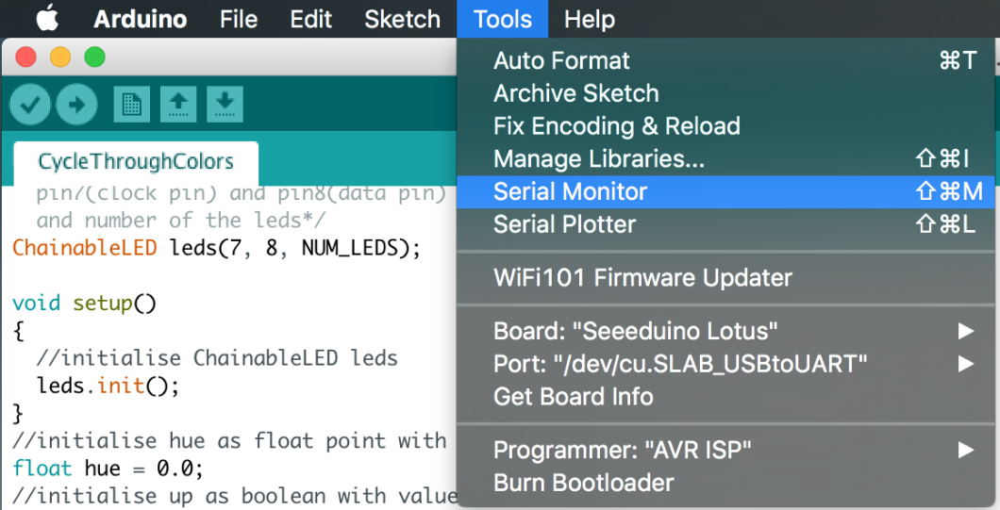 Arduino File Edit Sketch Tools Help
Auto Format ⌘T
Archive Sketch
Fix Encoding & Reload
Manage Libraries... ⇧⌘I
Serial Monitor ⇧⌘M
Serial Plotter ⇧⌘L
WiFi101 Firmware Updater
Board: "Seeeduino Lotus" ▶
Port: "/dev/cu.SLAB_USBtoUART" ▶
Get Board Info
Programmer: "AVR ISP" ▶
Burn Bootloader
CycleThroughColors
pin7(clock pin) and pin8(data pin)
and number of the leds*/
ChainableLED leds(7, 8, NUM_LEDS);
void setup()
{
//initialise ChainableLED leds
leds.init();
}
//initialise hue as float point with
float hue = 0.0;
//initialise up as boolean with value